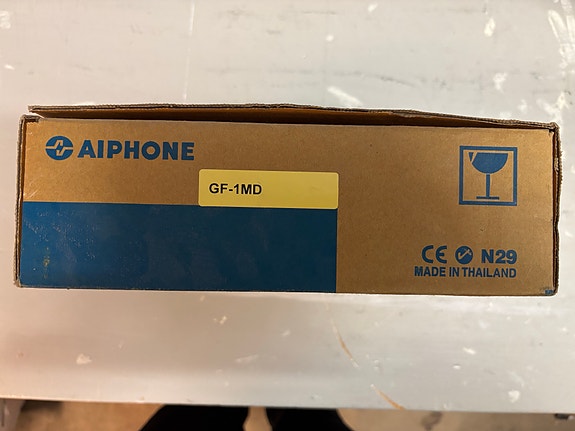 AIPHONE
GF-1MD
CE N29
MADE IN THAILAND